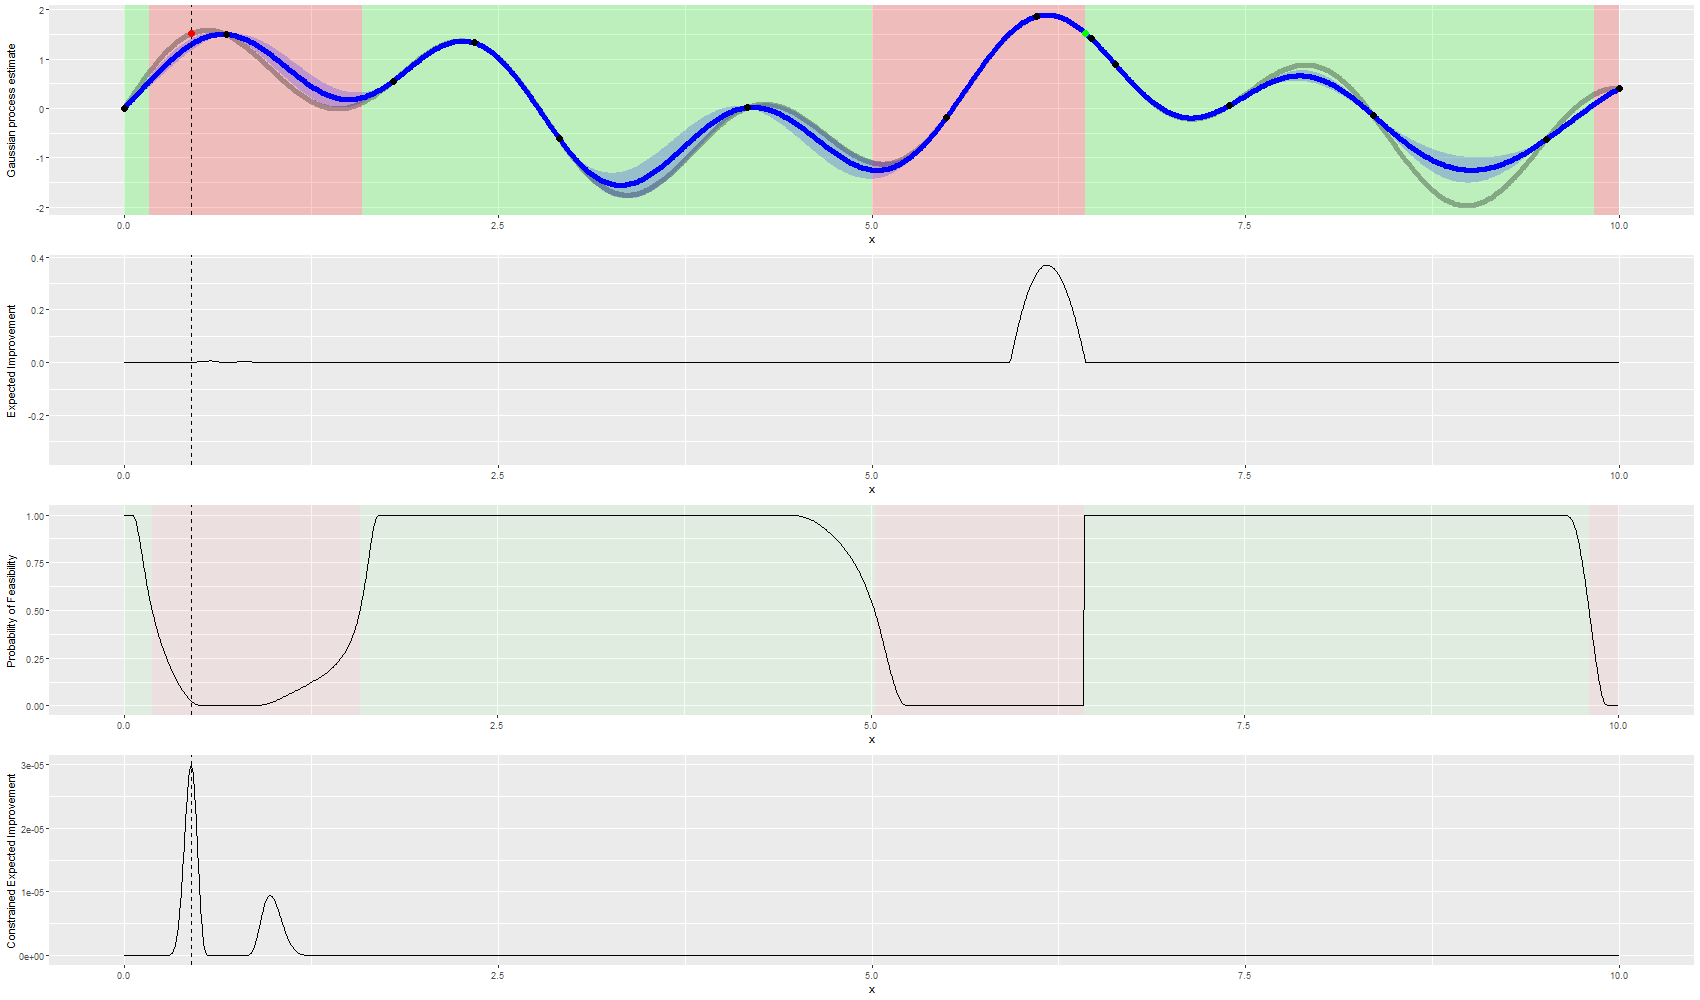 Gaussian process estimate
2
1
0
-1
-2
0.0 2.5 5.0 7.5 10.0
x
Expected Improvement
0.4
0.2
0.0
-0.2
0.0 2.5 5.0 7.5 10.0
x
Probability of Feasibility
1.00
0.75
0.50
0.25
0.00
0.0 2.5 5.0 7.5 10.0
x
Constrained Expected Improvement
3e-05
2e-05
1e-05
0e+00
0.0 2.5 5.0 7.5 10.0
x